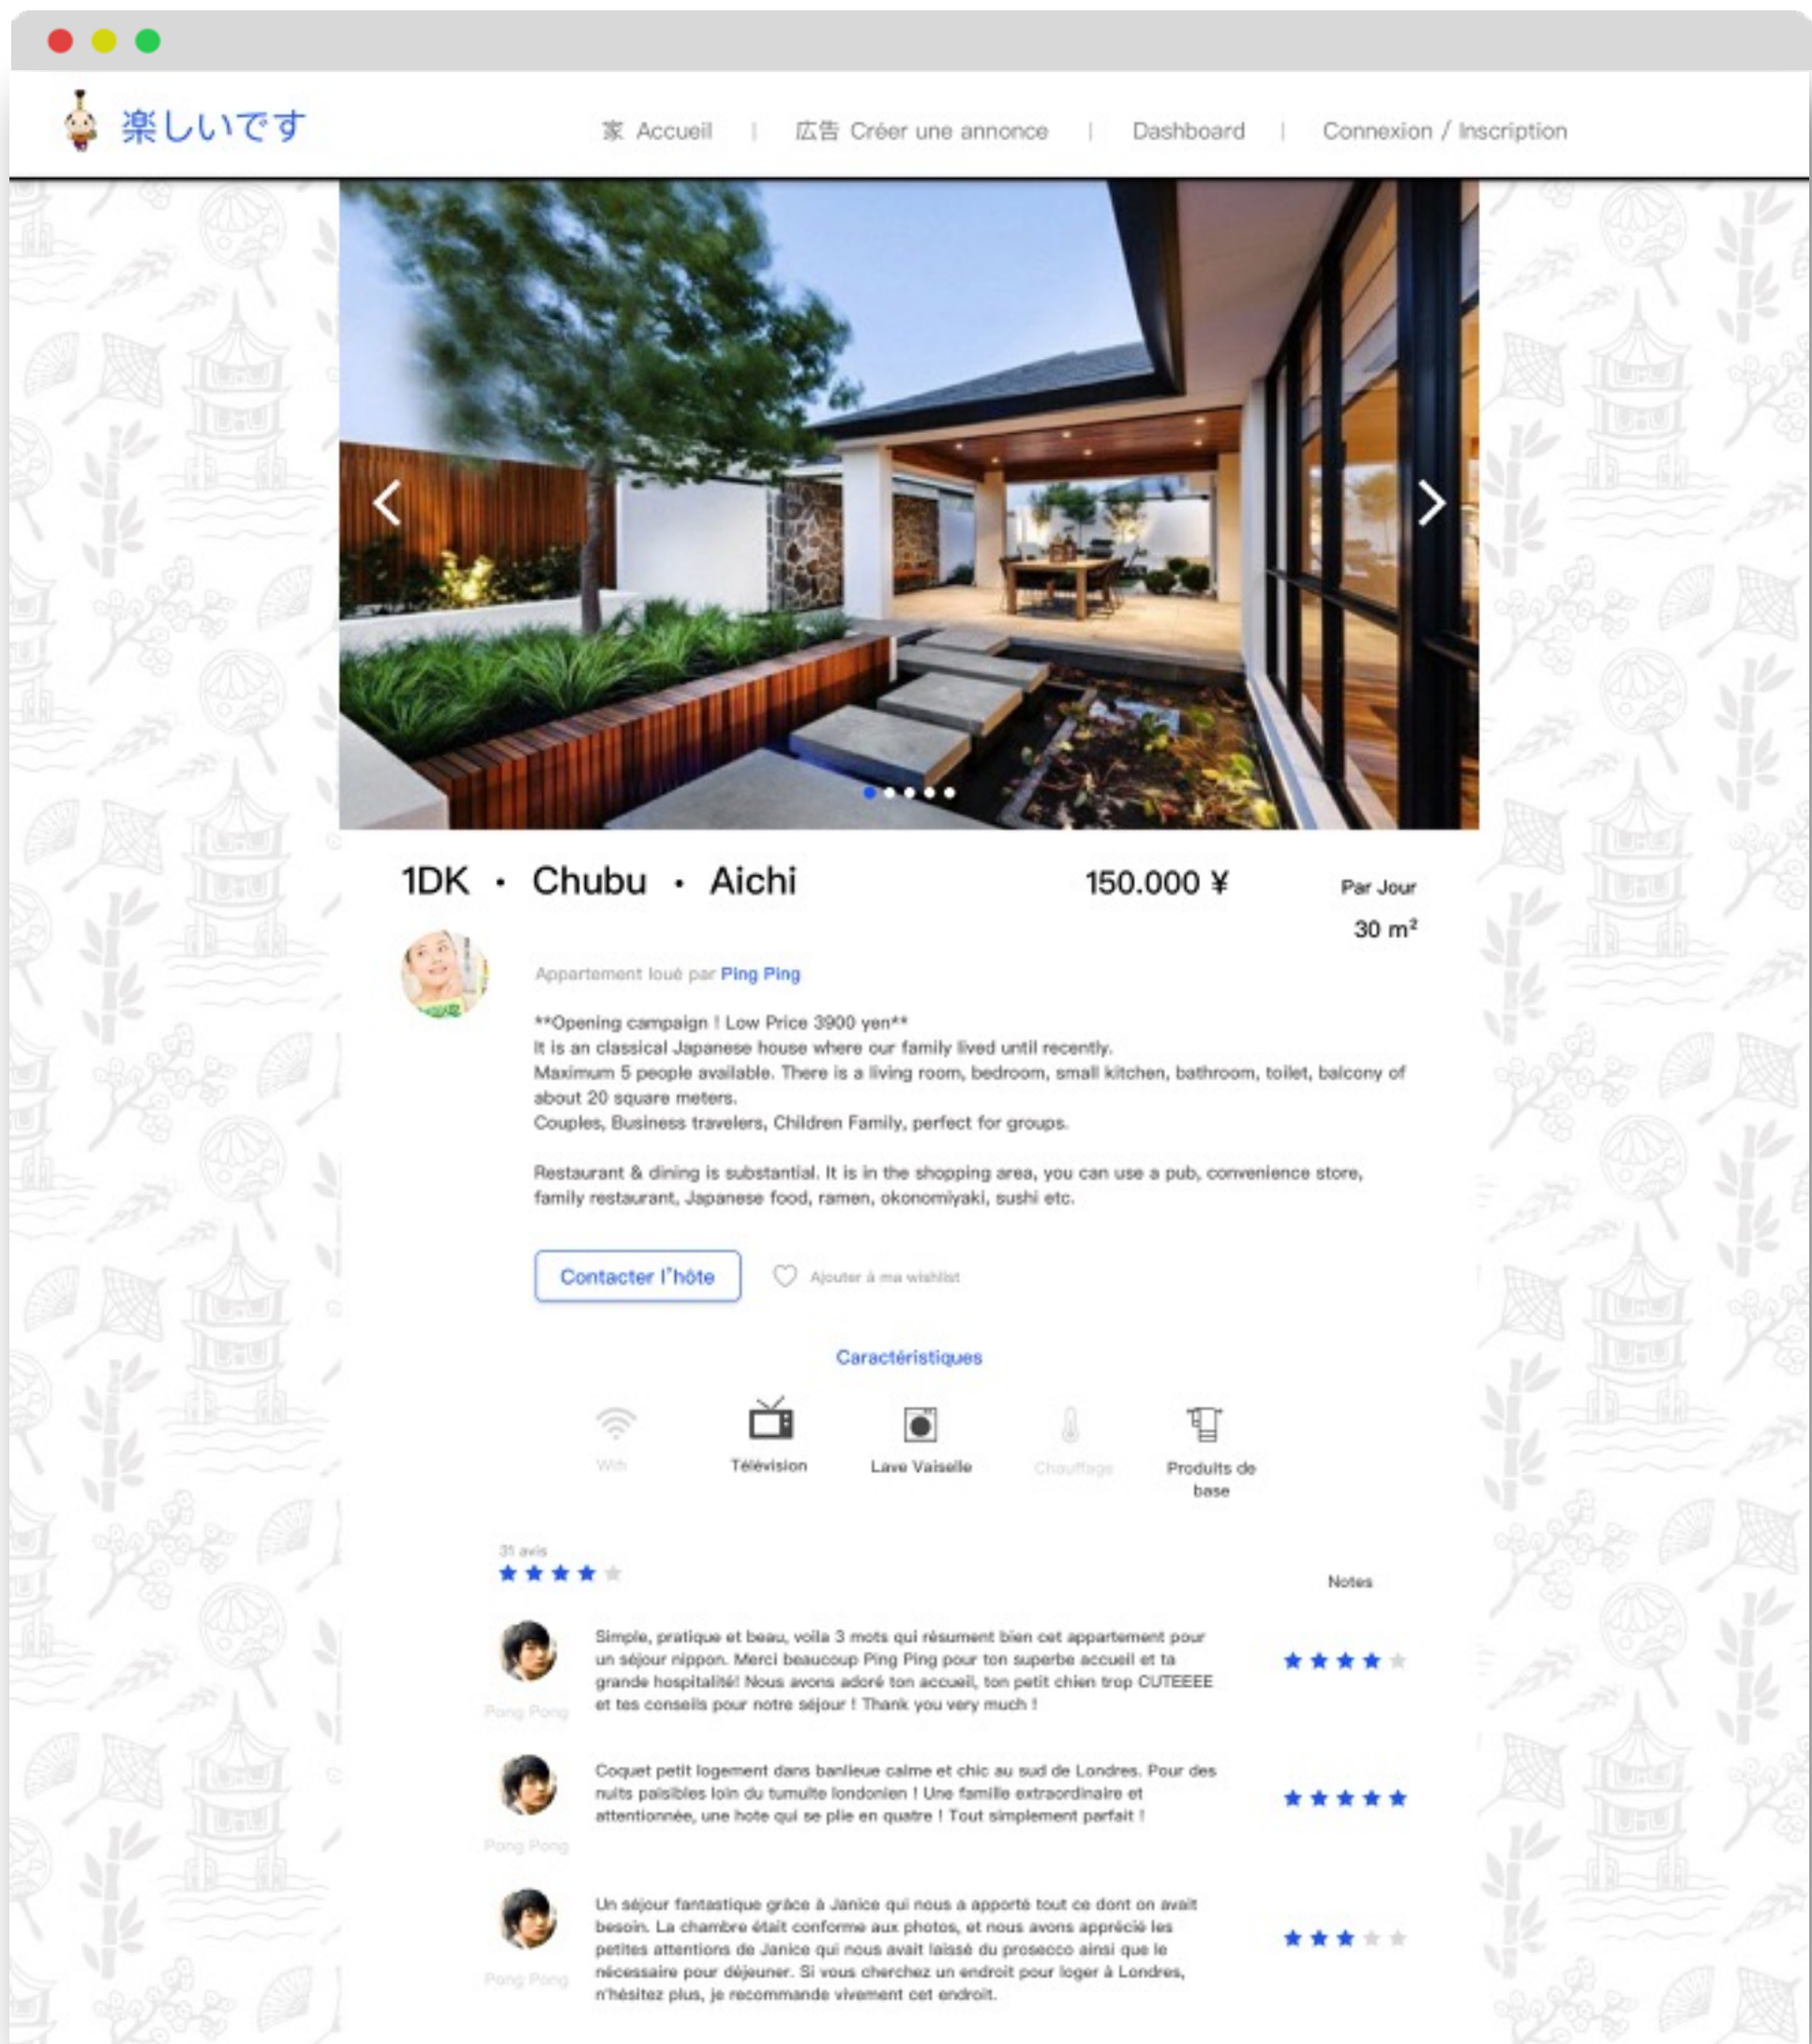 楽しいです
家 Accueil | 広告 Créer une annonce | Dashboard | Connexion / Inscription
1DK · Chubu · Aichi
150.000 ¥ Par Jour
30 m²
Appartement loué par Ping Ping
**Opening campaign ! Low Price 3900 yen**
It is an classical Japanese house where our family lived until recently.
Maximum 5 people available. There is a living room, bedroom, small kitchen, bathroom, toilet, balcony of
about 20 square meters.
Couples, Business travelers, Children Family, perfect for groups.
Restaurant & dining is substantial. It is in the shopping area, you can use a pub, convenience store,
family restaurant, Japanese food, ramen, okonomiyaki, sushi etc.
Contacter l'hôte
Ajouter à ma wishlist
Caractéristiques
Wifi
Télévision
Lave Vaiselle
Chauffage
Produits de
base
31 avis
Notes
Simple, pratique et beau, voila 3 mots qui résument bien cet appartement pour
un séjour nippon. Merci beaucoup Ping Ping pour ton superbe accueil et ta
grande hospitalité! Nous avons adoré ton accueil, ton petit chien trop CUTEEEE
et tes conseils pour notre séjour ! Thank you very much !
Pong Pong
Coquet petit logement dans banlieue calme et chic au sud de Londres. Pour des
nuits paisibles loin du tumulte londonien ! Une famille extraordinaire et
attentionnée, une hote qui se plie en quatre ! Tout simplement parfait !
Pong Pong
Un séjour fantastique grâce à Janice qui nous a apporté tout ce dont on avait
besoin. La chambre était conforme aux photos, et nous avons apprécié les
petites attentions de Janice qui nous avait laissé du prosecco ainsi que le
nécessaire pour déjeuner. Si vous cherchez un endroit pour loger à Londres,
n'hésitez plus, je recommande vivement cet endroit.
Pong Pong